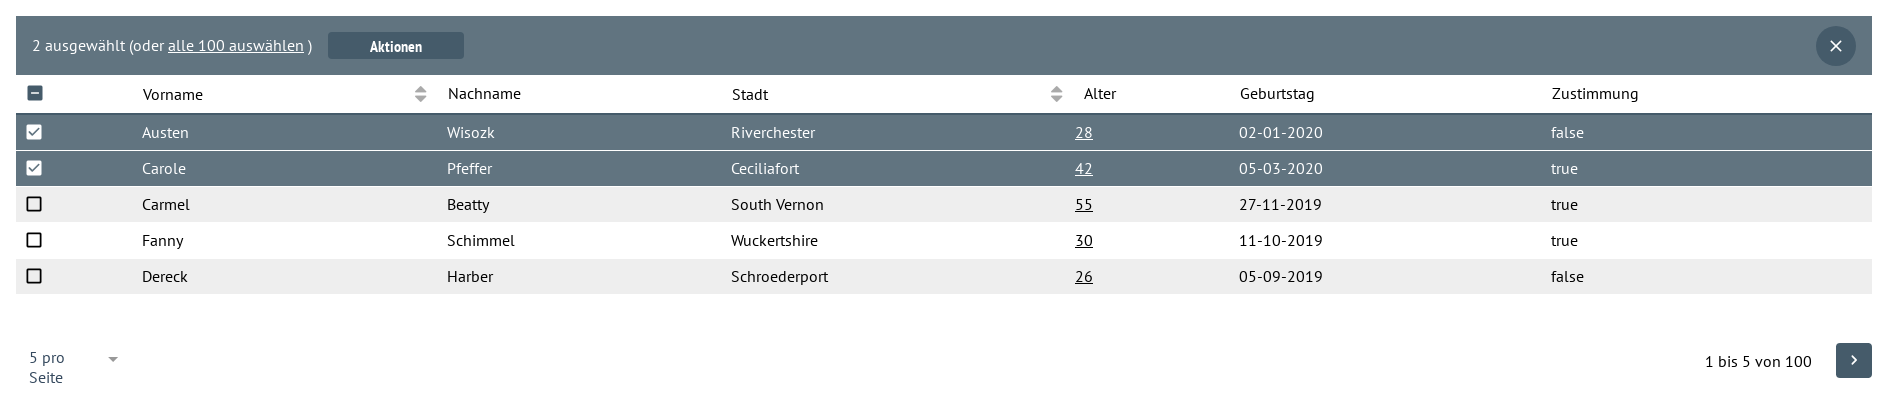 2 ausgewählt (oder alle 100 auswählen ) Aktionen
Vorname Nachname Stadt Alter Geburtstag Zustimmung
Austen Wisozk Riverchester 28 02-01-2020 false
Carole Pfeffer Ceciliafort 42 05-03-2020 true
Carmel Beatty South Vernon 55 27-11-2019 true
Fanny Schimmel Wuckertshire 30 11-10-2019 true
Dereck Harber Schroederport 26 05-09-2019 false
5 pro
Seite
1 bis 5 von 100